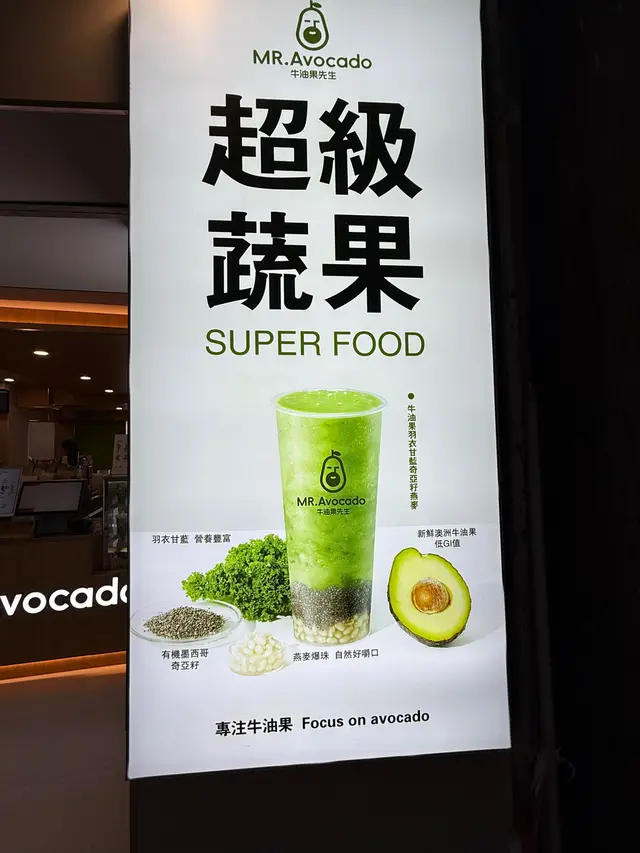 MR.Avocado
牛油果先生
超級
蔬果
SUPER FOOD
牛油果羽衣甘藍奇亞籽燕麥
MR.Avocado
牛油果先生
羽衣甘藍 營養豐富
新鮮澳洲牛油果
低GI值
有機墨西哥
奇亞籽
燕麥爆珠 自然好嚼口
專注牛油果 Focus on avocado
vocado